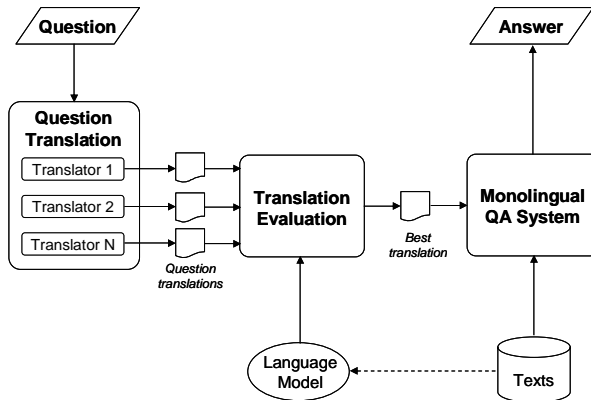 Question
Answer
Question
Translation
Translator 1
Translator 2
Translator N
Question
translations
Translation
Evaluation
Best
translation
Monolingual
QA System
Language
Model
Texts